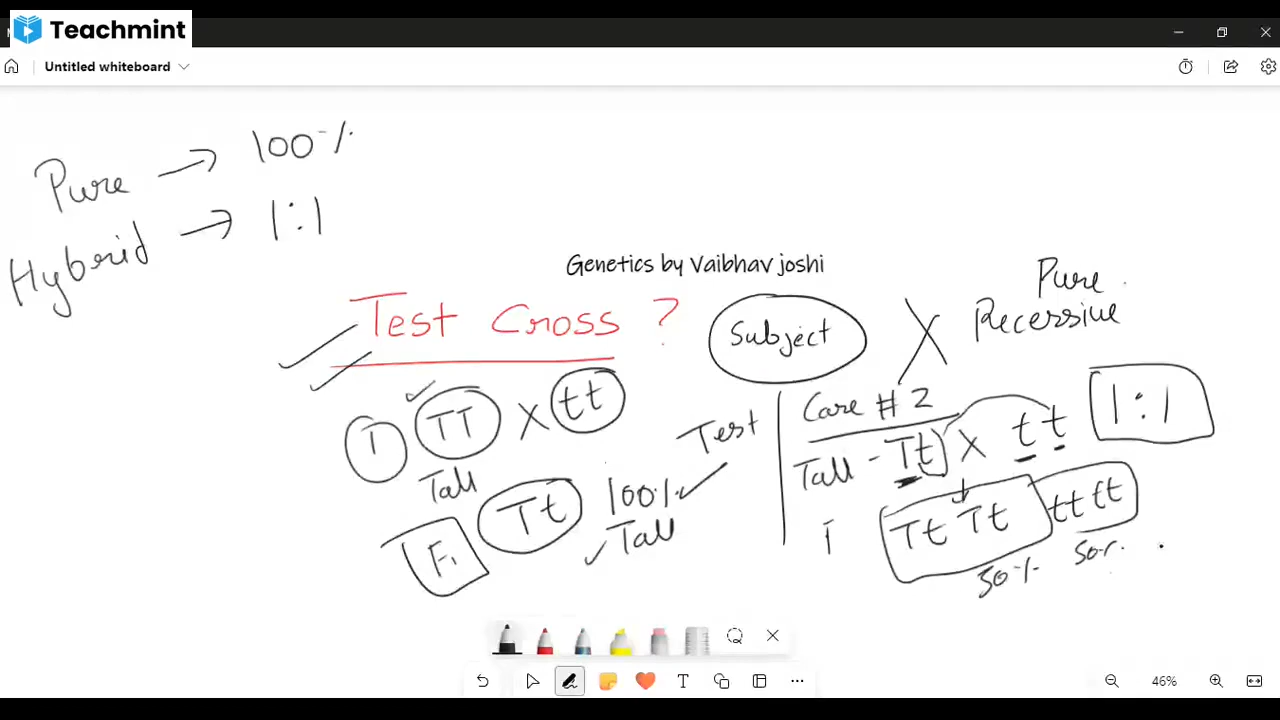 Teachmint
Untitled whiteboard
Pure → 100%
Hybrid → 1:1
Genetics by Vaibhav joshi
Test Cross ?
Subject X Pure Recessive
TT X tt
Tall
F1 Tt 100% Tall
Test
Case # 2
Tall - Tt X tt
1:1
Tt Tt tt tt
50% 50%
46%